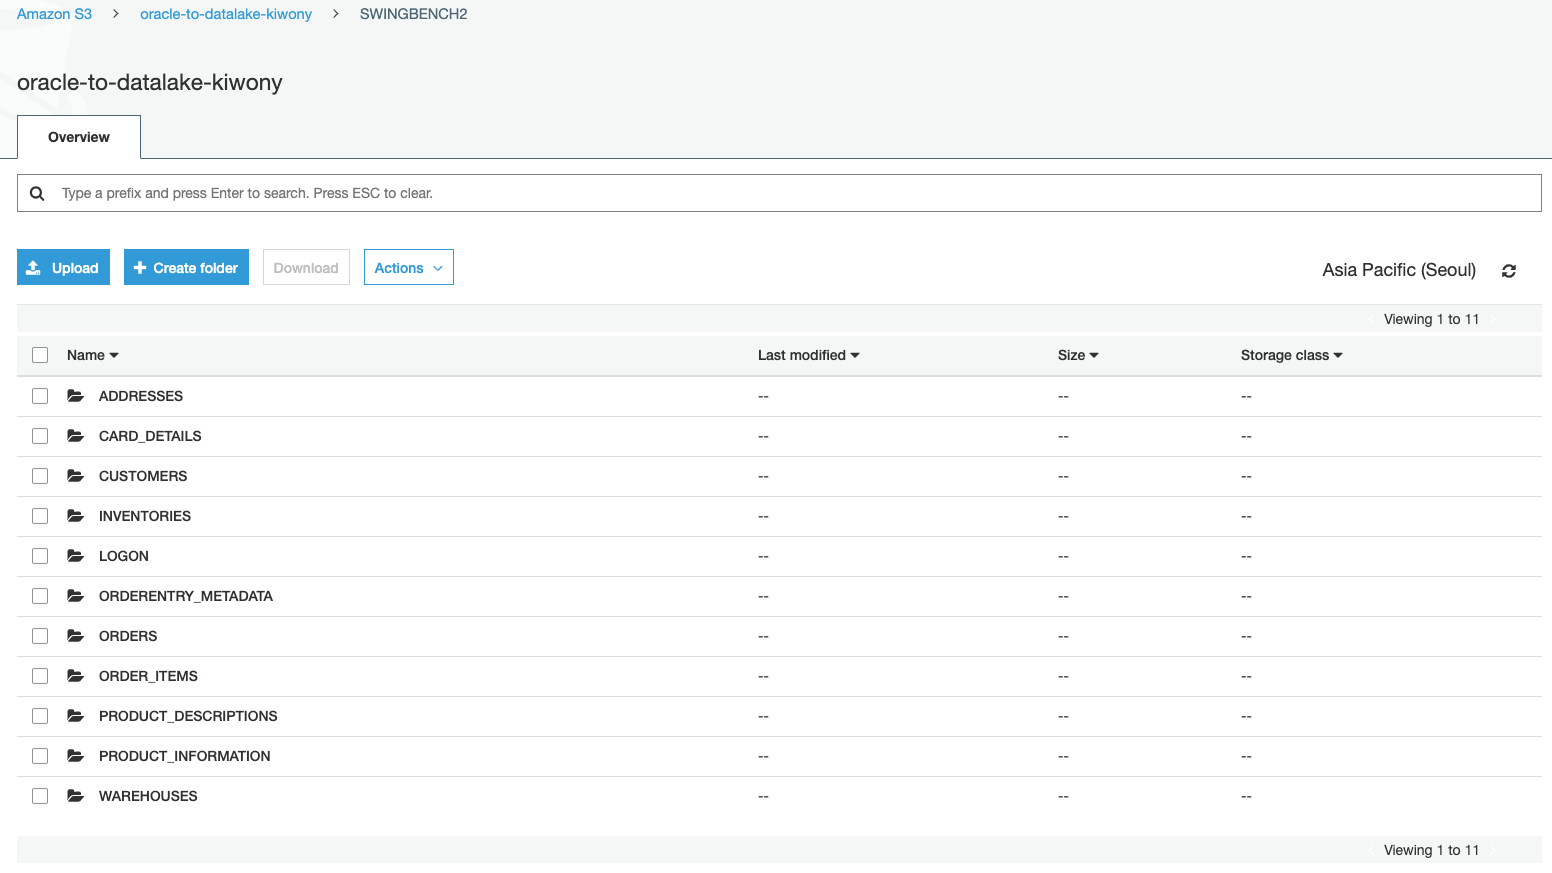 Amazon S3 > oracle-to-datalake-kiwony > SWINGBENCH2
oracle-to-datalake-kiwony
Overview
Type a prefix and press Enter to search. Press ESC to clear.
Upload Create folder Download Actions Asia Pacific (Seoul)
Viewing 1 to 11
Name Last modified Size Storage class
ADDRESSES -- -- --
CARD_DETAILS -- -- --
CUSTOMERS -- -- --
INVENTORIES -- -- --
LOGON -- -- --
ORDERENTRY_METADATA -- -- --
ORDERS -- -- --
ORDER_ITEMS -- -- --
PRODUCT_DESCRIPTIONS -- -- --
PRODUCT_INFORMATION -- -- --
WAREHOUSES -- -- --
Viewing 1 to 11